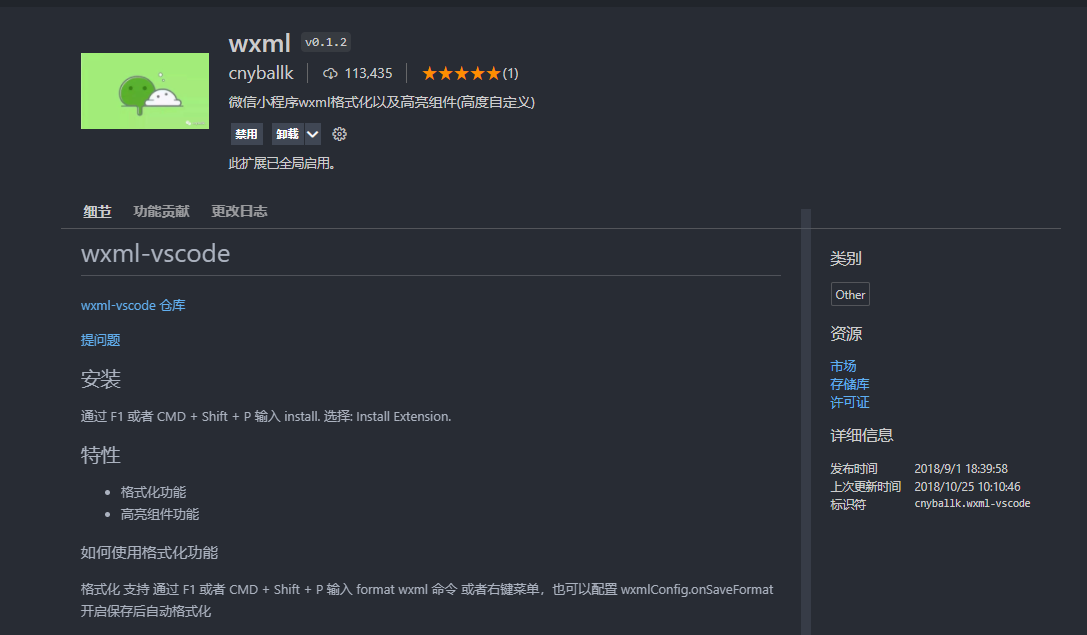 wxml v0.1.2
cnyballk 113,435 (1)
微信小程序wxml格式化以及高亮组件(高度自定义)
禁用 卸载
此扩展已全局启用。
细节 功能贡献 更改日志
wxml-vscode
wxml-vscode 仓库
提问题
安装
通过 F1 或者 CMD + Shift + P 输入 install. 选择: Install Extension.
特性
格式化功能
高亮组件功能
如何使用格式化功能
格式化 支持 通过 F1 或者 CMD + Shift + P 输入 format wxml 命令 或者右键菜单，也可以配置 wxmlConfig.onSaveFormat
开启保存后自动格式化
类别
Other
资源
市场
存储库
许可证
详细信息
发布时间 2018/9/1 18:39:58
上次更新时间 2018/10/25 10:10:46
标识符 cnyballk.wxml-vscode